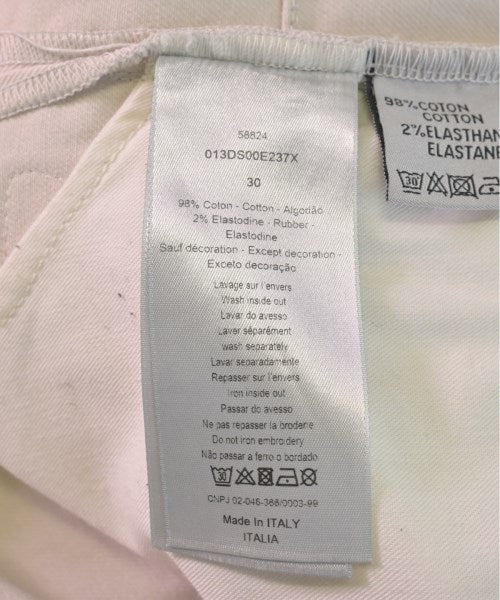 58824
013DS00E237X
30
98% Coton - Cotton - Algodão
2% Elastodine - Rubber -
Elastodine
Sauf décoration - Except decoration
Exceto decoração
Lavage sur l'envers
Wash inside out
Lavar do avesso
Laver séparément
wash separately
Lavar separadamente
Repasser sur l'envers
Iron inside out
Passar do avesso
Ne pas repasser la broderie
Do not iron embroidery
Não passar a ferro o bordado
30
CNPJ 02-046-366/0003-99
Made In ITALY
ITALIA
98% COTON
COTTON
2% ELASTHAN
ELASTANE
30